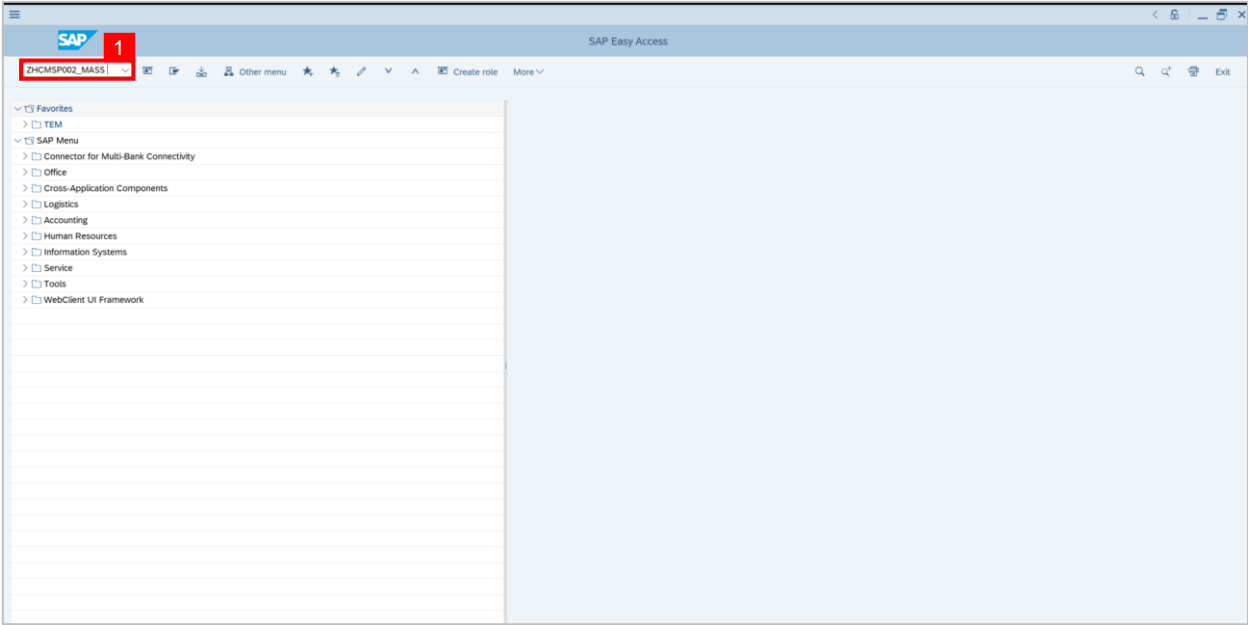 SAP Easy Access
SAP
1
ZHCMSP002_MASS
Other menu
Create role
More
Exit
Favorites
TEM
SAP Menu
Connector for Multi-Bank Connectivity
Office
Cross-Application Components
Logistics
Accounting
Human Resources
Information Systems
Service
Tools
WebClient UI Framework